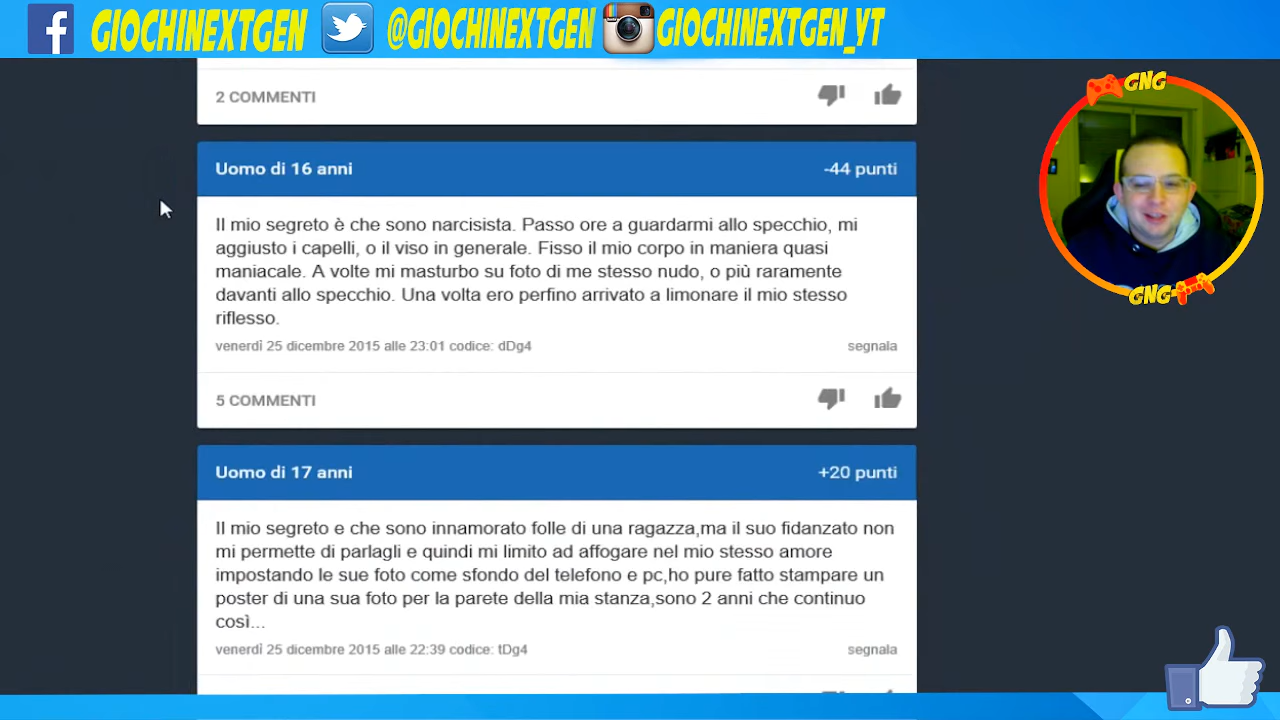 GIOCHINEXTGEN @GIOCHINEXTGEN GIOCHINEXTGEN_YT
GNG
2 COMMENTI
Uomo di 16 anni -44 punti
Il mio segreto è che sono narcisista. Passo ore a guardarmi allo specchio, mi
aggiusto i capelli, o il viso in generale. Fisso il mio corpo in maniera quasi
maniacale. A volte mi masturbo su foto di me stesso nudo, o più raramente
davanti allo specchio. Una volta ero perfino arrivato a limonare il mio stesso
riflesso.
GNG
venerdì 25 dicembre 2015 alle 23:01 codice: dDg4 segnala
5 COMMENTI
Uomo di 17 anni +20 punti
Il mio segreto e che sono innamorato folle di una ragazza,ma il suo fidanzato non
mi permette di parlagli e quindi mi limito ad affogare nel mio stesso amore
impostando le sue foto come sfondo del telefono e pc,ho pure fatto stampare un
poster di una sua foto per la parete della mia stanza,sono 2 anni che continuo
così...
venerdì 25 dicembre 2015 alle 22:39 codice: tDg4 segnala